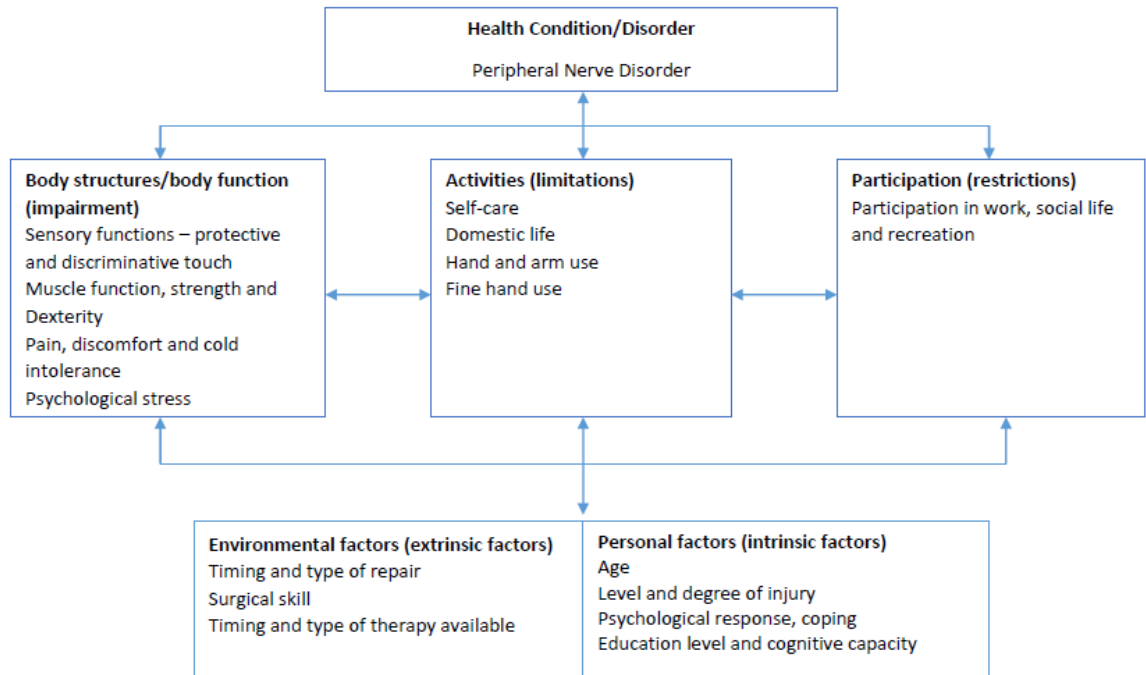 Health Condition/Disorder
Peripheral Nerve Disorder
Body structures/body function
(impairment)
Sensory functions – protective
and discriminative touch
Muscle function, strength and
Dexterity
Pain, discomfort and cold
intolerance
Psychological stress
Activities (limitations)
Self-care
Domestic life
Hand and arm use
Fine hand use
Participation (restrictions)
Participation in work, social life
and recreation
Environmental factors (extrinsic factors)
Timing and type of repair
Surgical skill
Timing and type of therapy available
Personal factors (intrinsic factors)
Age
Level and degree of injury
Psychological response, coping
Education level and cognitive capacity